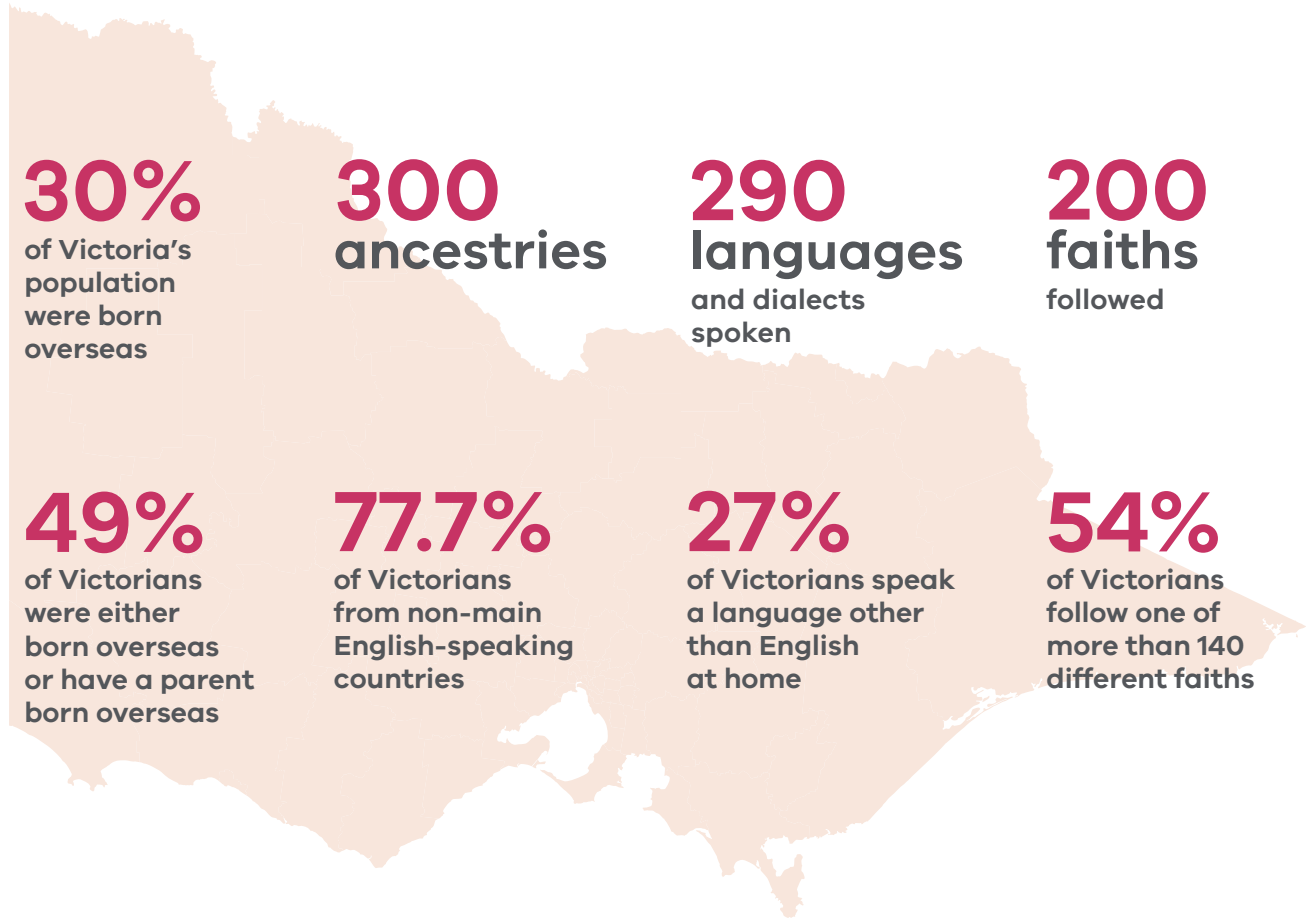 30%
of Victoria's
population
were born
overseas
300
ancestries
290
languages
and dialects
spoken
200
faiths
followed
49%
of Victorians
were either
born overseas
or have a parent
born overseas
77.7%
of Victorians
from non-main
English-speaking
countries
27%
of Victorians speak
a language other
than English
at home
54%
of Victorians
follow one of
more than 140
different faiths